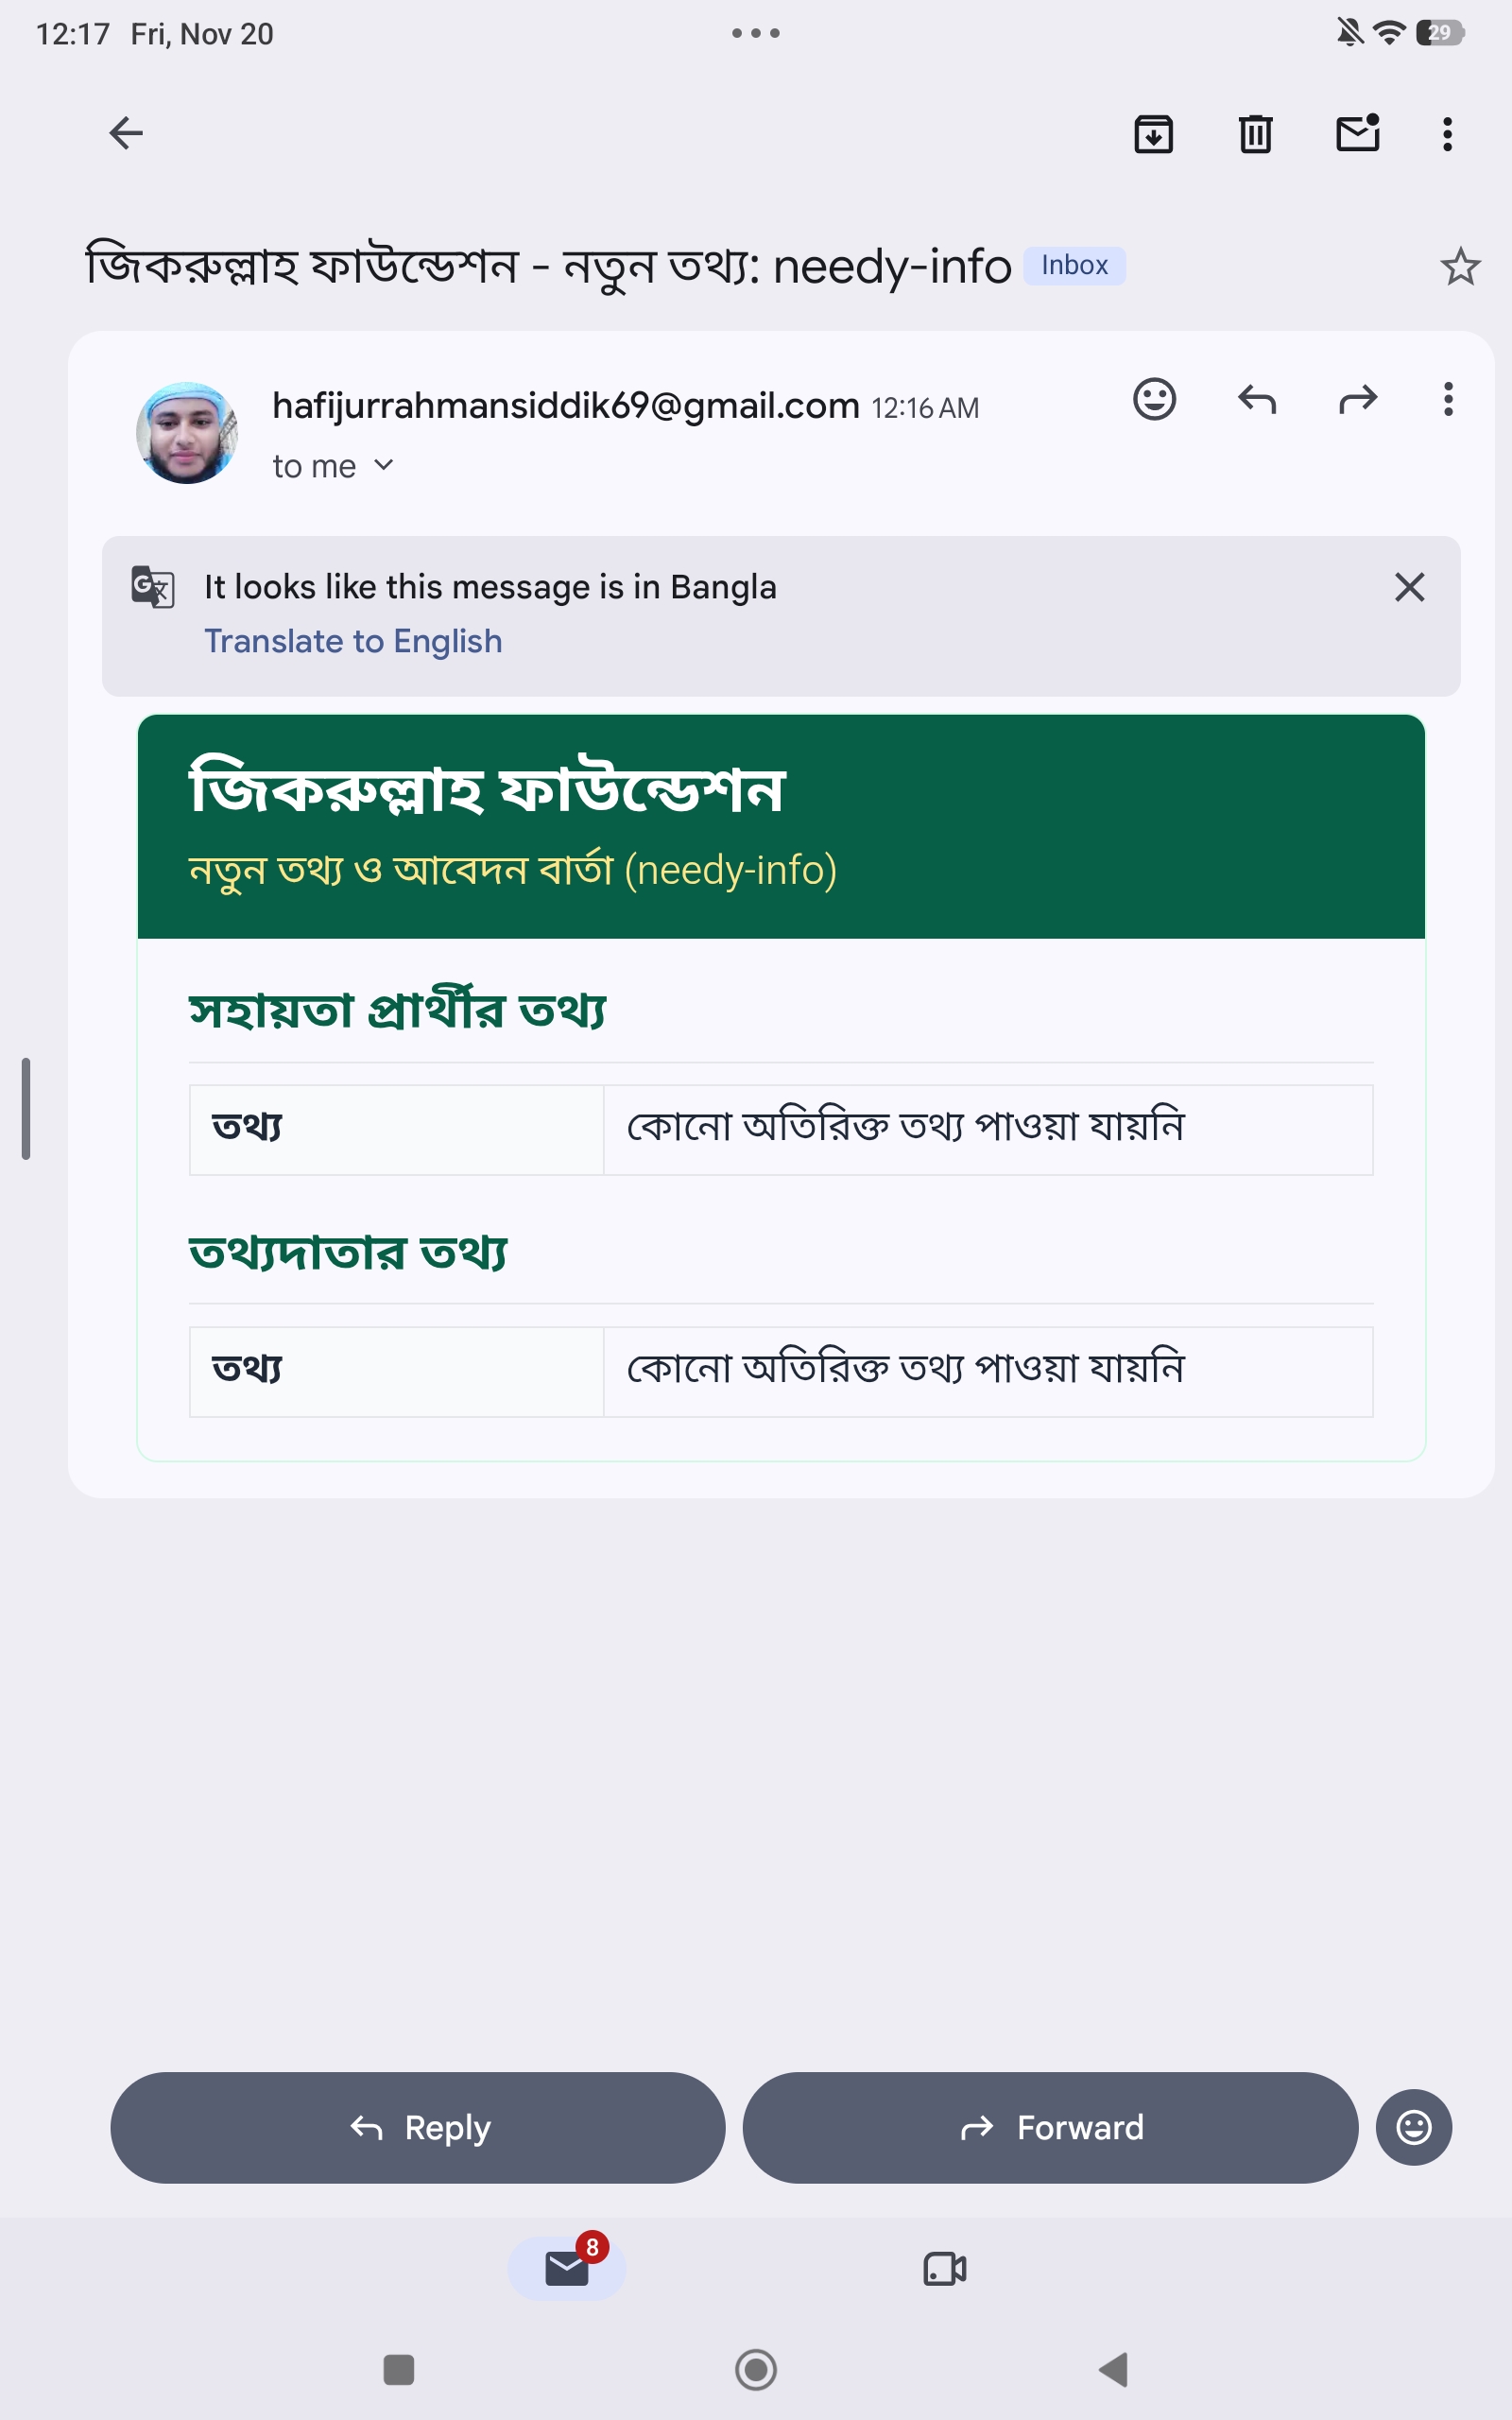 12:17 Fri, Nov 20
29
জিকরুল্লাহ ফাউন্ডেশন - নতুন তথ্য: needy-info Inbox
hafijurrahmansiddik69@gmail.com 12:16 AM
to me
It looks like this message is in Bangla
Translate to English
জিকরুল্লাহ ফাউন্ডেশন
নতুন তথ্য ও আবেদন বার্তা (needy-info)
সহায়তা প্রার্থীর তথ্য
তথ্য কোনো অতিরিক্ত তথ্য পাওয়া যায়নি
তথ্যদাতার তথ্য
তথ্য কোনো অতিরিক্ত তথ্য পাওয়া যায়নি
Reply Forward
8